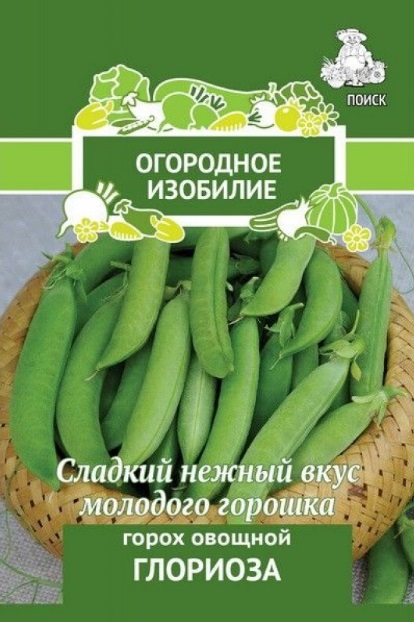 ПОИСК
ОГОРОДНОЕ
ИЗОБИЛИЕ
Сладкий нежный вкус
молодого горошка
горох овощной
ГЛОРИОЗА